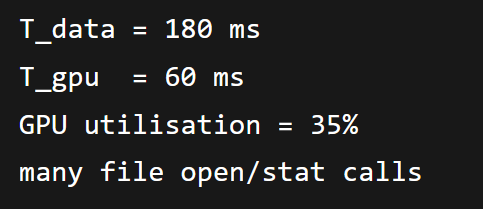 T_data = 180 ms
T_gpu  = 60 ms
GPU utilisation = 35%
many file open/stat calls